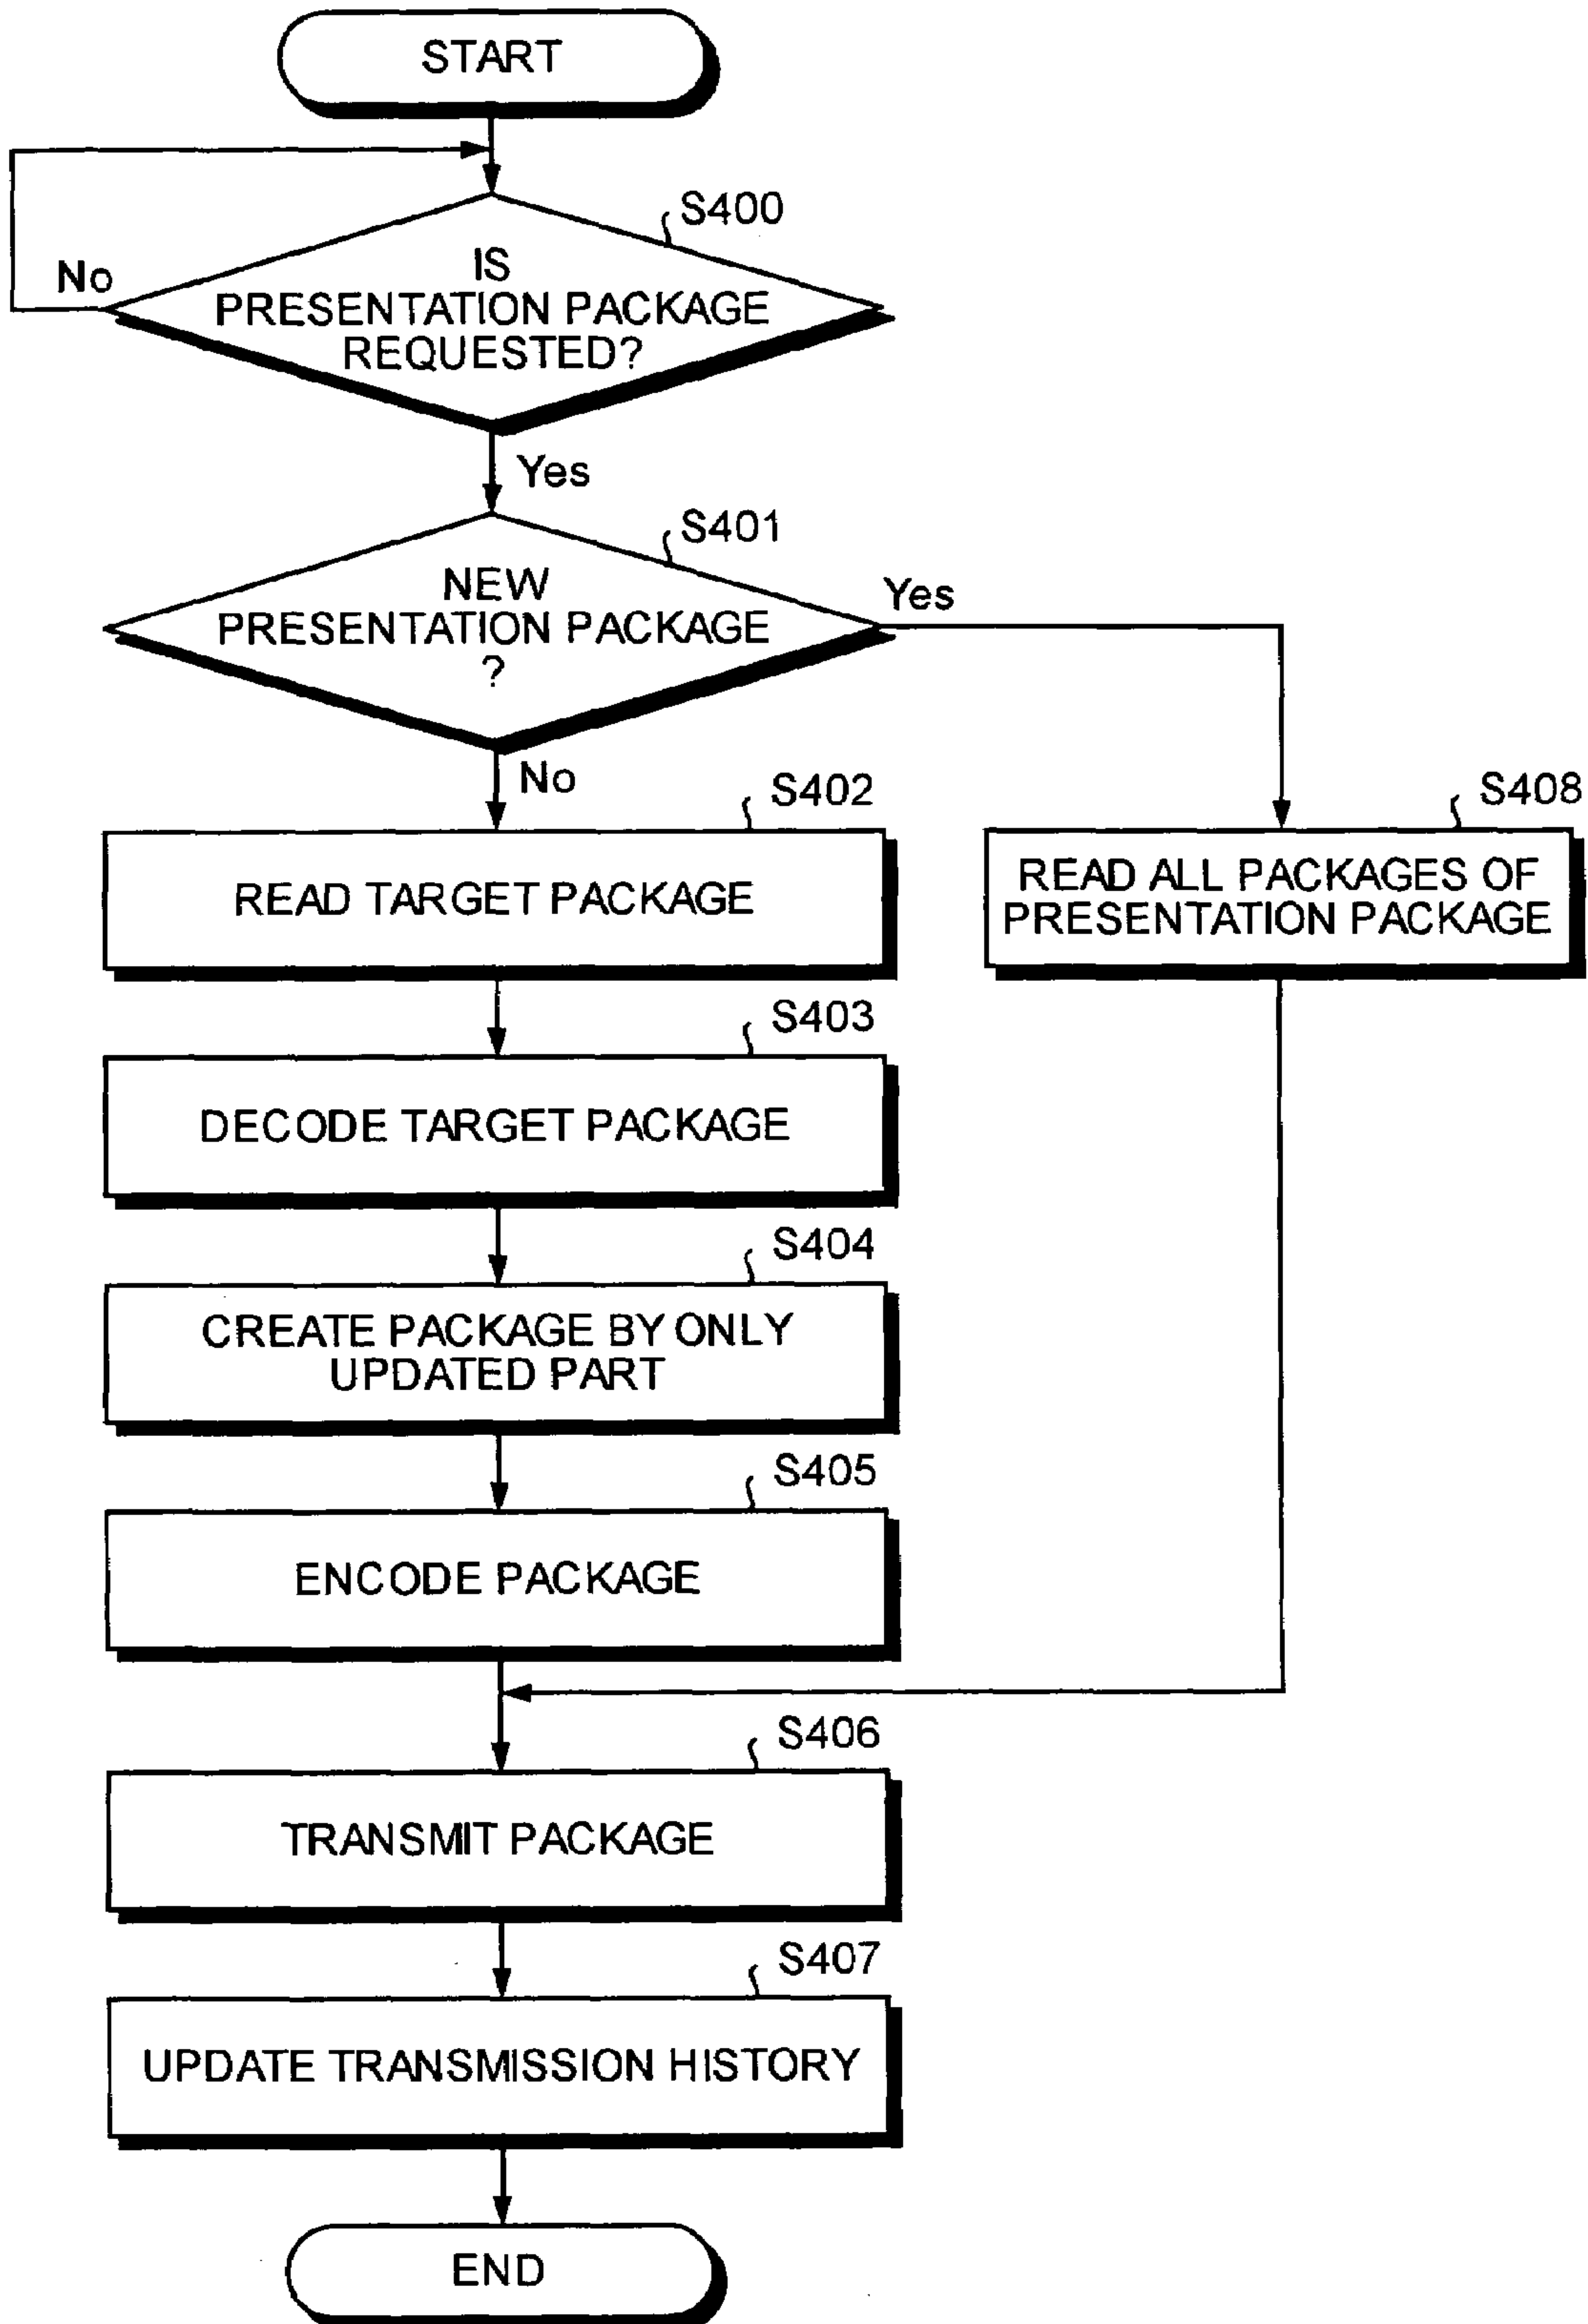 START
S400
IS
PRESENTATION PACKAGE
REQUESTED?
No
Yes
S401
NEW
PRESENTATION PACKAGE
?
Yes
No
S402
READ TARGET PACKAGE
S408
READ ALL PACKAGES OF
PRESENTATION PACKAGE
S403
DECODE TARGET PACKAGE
S404
CREATE PACKAGE BY ONLY
UPDATED PART
S405
ENCODE PACKAGE
S406
TRANSMIT PACKAGE
S407
UPDATE TRANSMISSION HISTORY
END